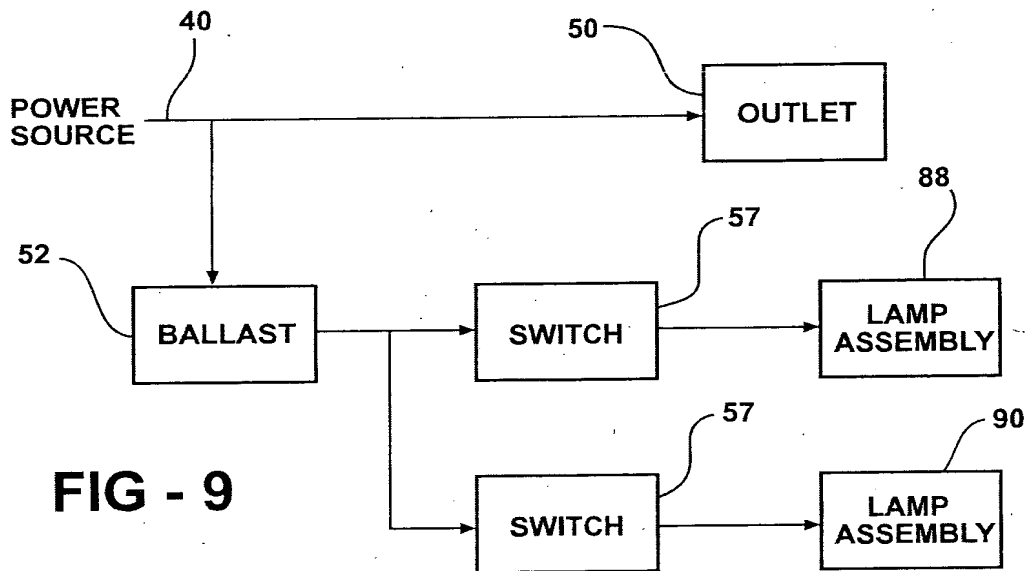 40
50
POWER
SOURCE
OUTLET
88
57
52
BALLAST
SWITCH
LAMP
ASSEMBLY
57
90
FIG - 9
SWITCH
LAMP
ASSEMBLY